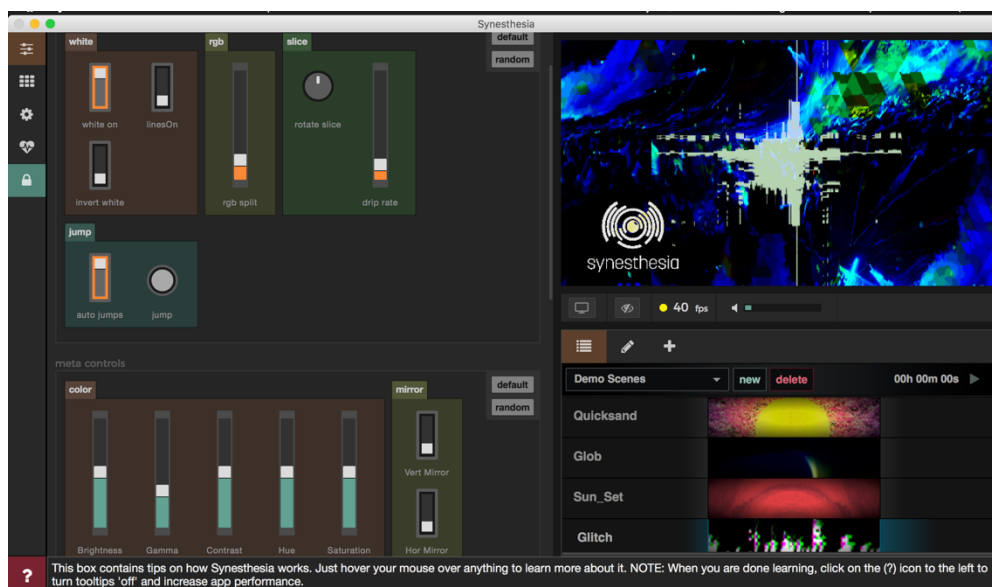 Synesthesia
white
rgb
slice
default
random
white on
linesOn
rotate slice
invert white
rgb split
drip rate
jump
auto jumps
jump
synesthesia
40 fps
meta controls
color
mirror
default
random
Vert Mirror
Brightness
Gamma
Contrast
Hue
Saturation
Hor Mirror
Demo Scenes
new
delete
00h 00m 00s
Quicksand
Glob
Sun_Set
Glitch
? This box contains tips on how Synesthesia works. Just hover your mouse over anything to learn more about it. NOTE: When you are done learning, click on the (?) icon to the left to
turn tooltips 'off' and increase app performance.